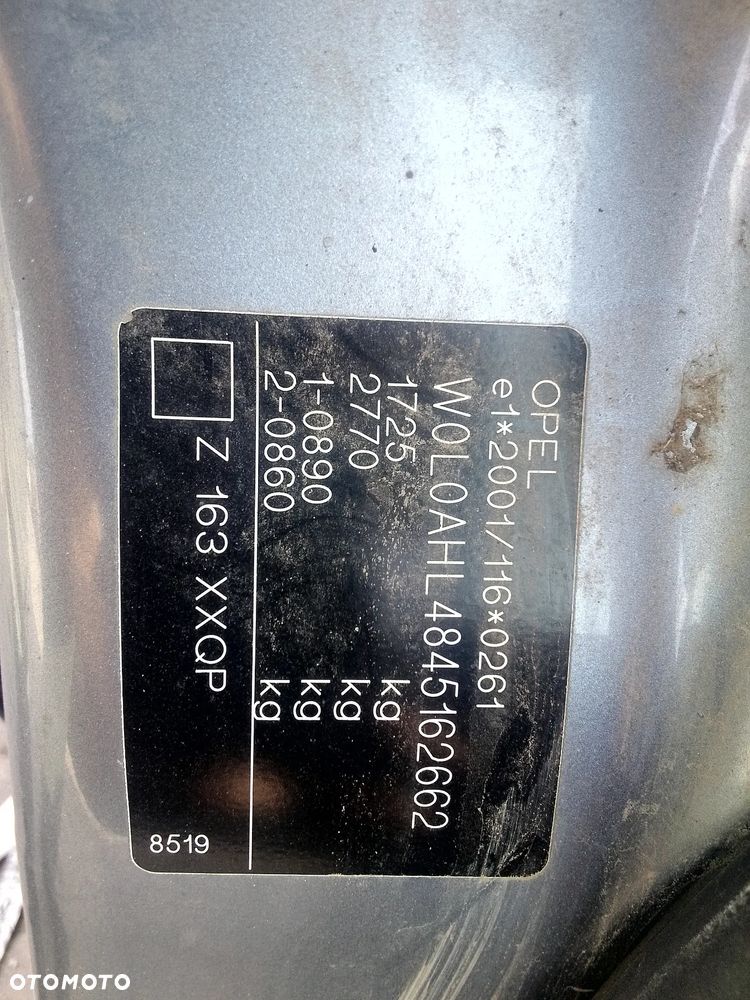 OPEL
e1*2001/116*0261
W0L0AHL4845162662
1725 kg
2770 kg
1-0890 kg
2-0860 kg
Z 163 XXQP
8519
OTOMOTO